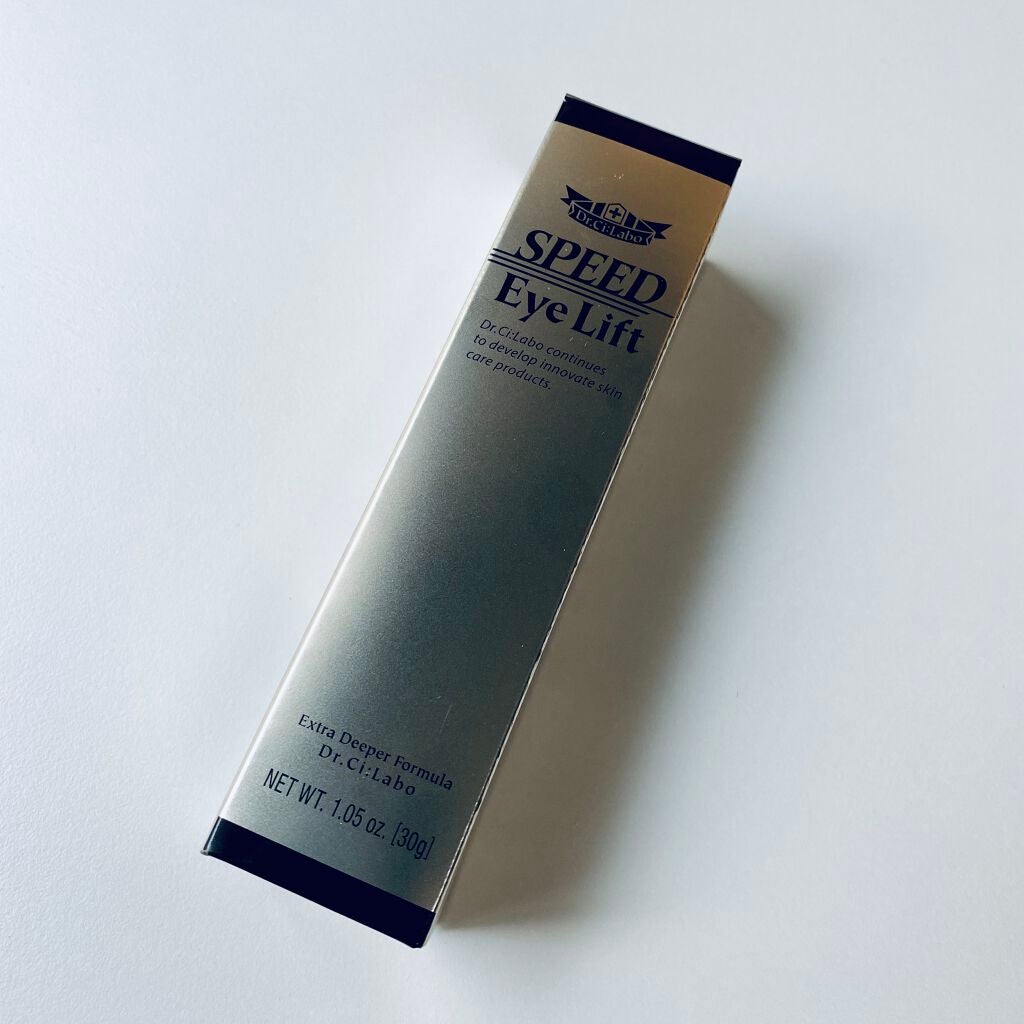 Dr.Ci:Labo
SPEED
Eye Lift
Dr.Ci:Labo continues
to develop innovate skin
care products.
Extra Deeper Formula
Dr.Ci:Labo
NET WT. 1.05 oz. [30g]